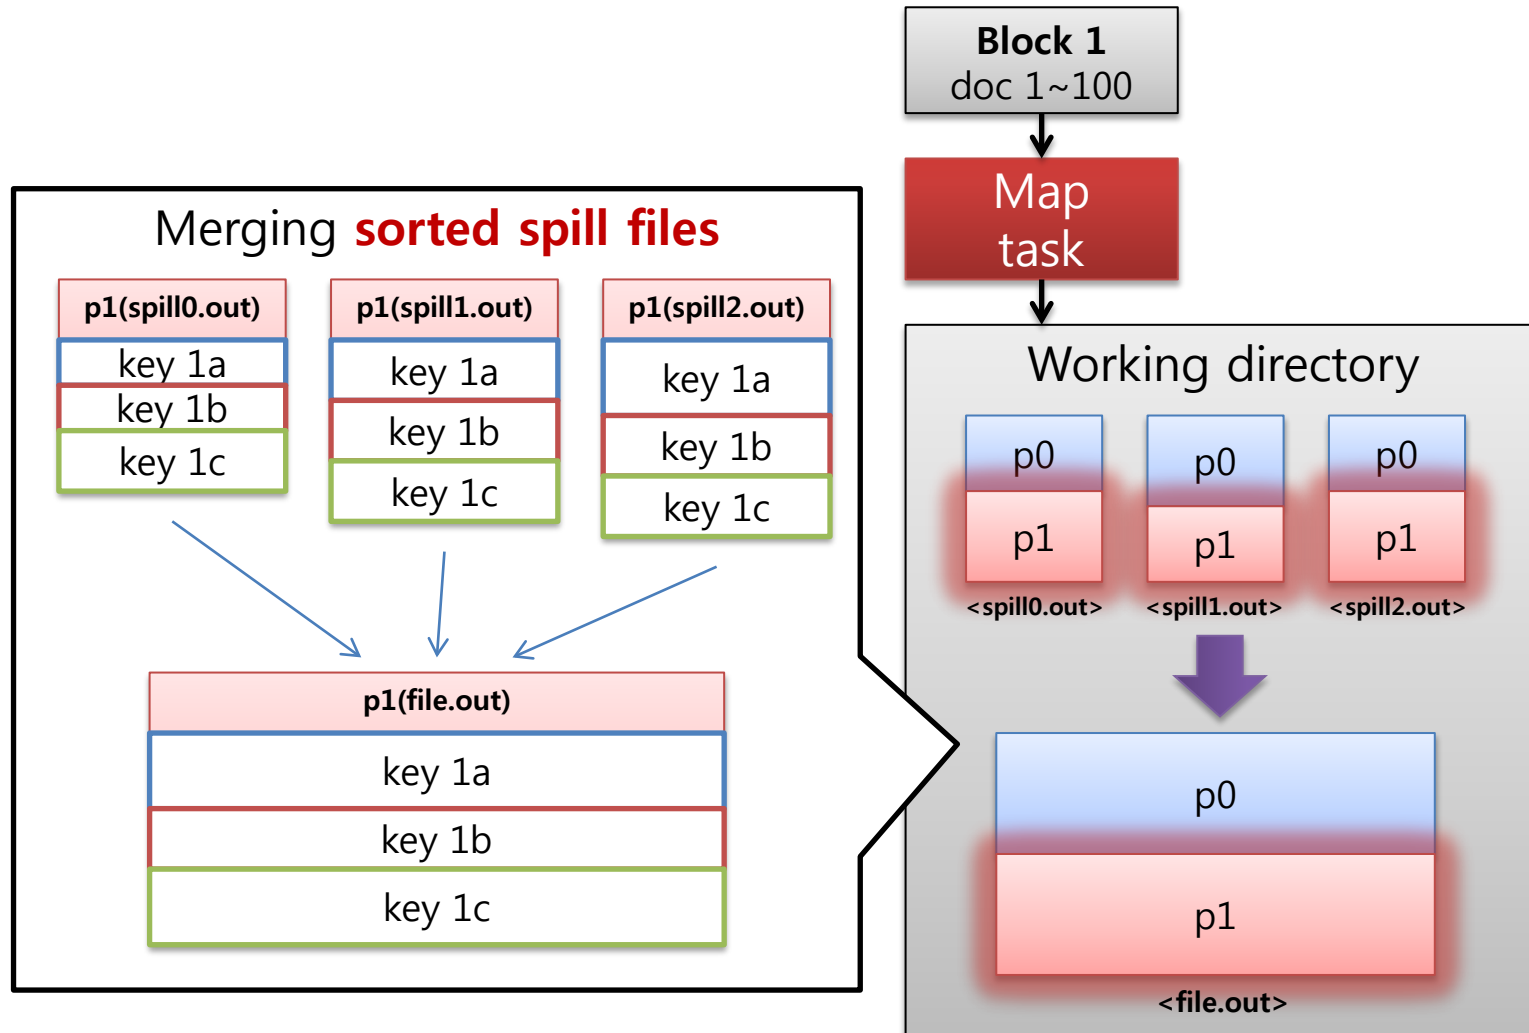 Block 1
doc 1~100
Map
task
Merging sorted spill files
p1(spill0.out)
key 1a
key 1b
key 1c
p1(spill1.out)
key 1a
key 1b
key 1c
p1(spill2.out)
key 1a
key 1b
key 1c
p1(file.out)
key 1a
key 1b
key 1c
Working directory
p0
p1
<spill0.out>
p0
p1
<spill1.out>
p0
p1
<spill2.out>
p0
p1
<file.out>